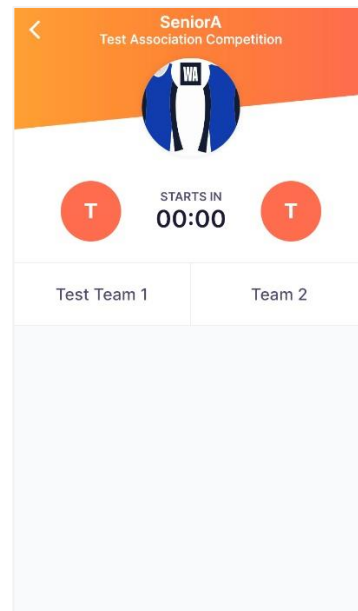 SeniorA
Test Association Competition
WA
STARTS IN
T 00:00 T
Test Team 1 Team 2